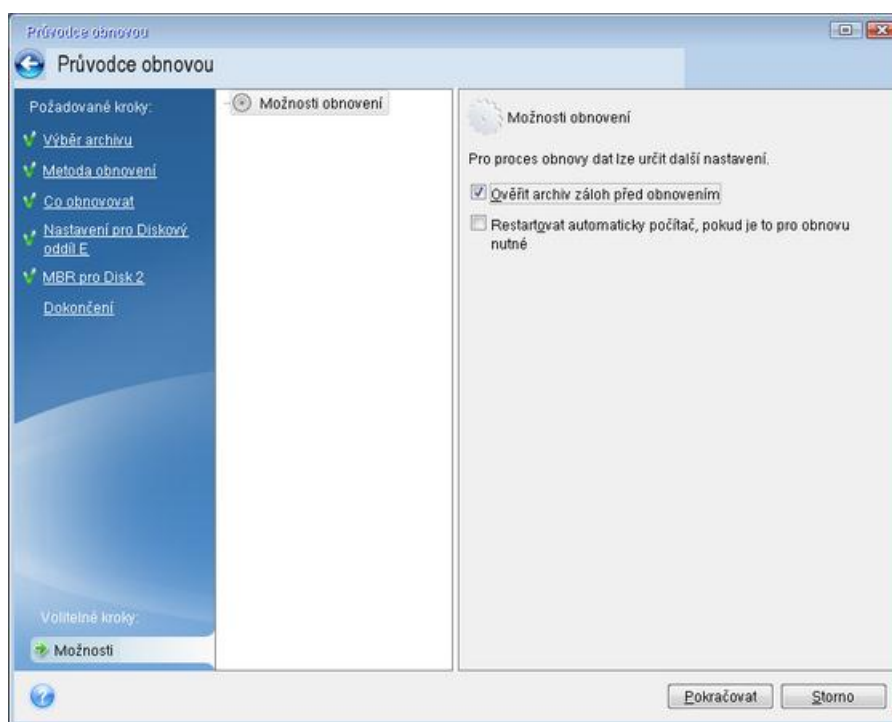 Průvodce obnovou
Průvodce obnovou
Požadované kroky:
Výběr archivu
Metoda obnovení
Co obnovovat
Nastavení pro Diskový
oddíl E
MBR pro Disk 2
Dokončení
Volitelné kroky:
Možnosti
Možnosti obnovení
Možnosti obnovení
Pro proces obnovy dat lze určit další nastavení.
Ověřit archiv záloh před obnovením
Restartovat automaticky počítač, pokud je to pro obnovu
nutné
Pokračovat
Storno